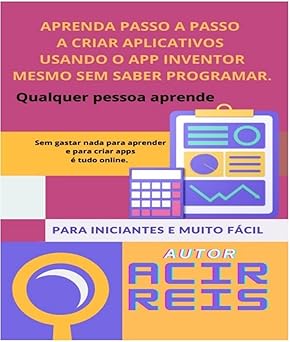 APRENDA PASSO A PASSO
A CRIAR APLICATIVOS
USANDO O APP INVENTOR
MESMO SEM SABER PROGRAMAR.
Qualquer pessoa aprende
Sem gastar nada para aprender
e para criar apps
é tudo online.
PARA INICIANTES E MUITO FÁCIL
AUTOR
ACIR
REIS